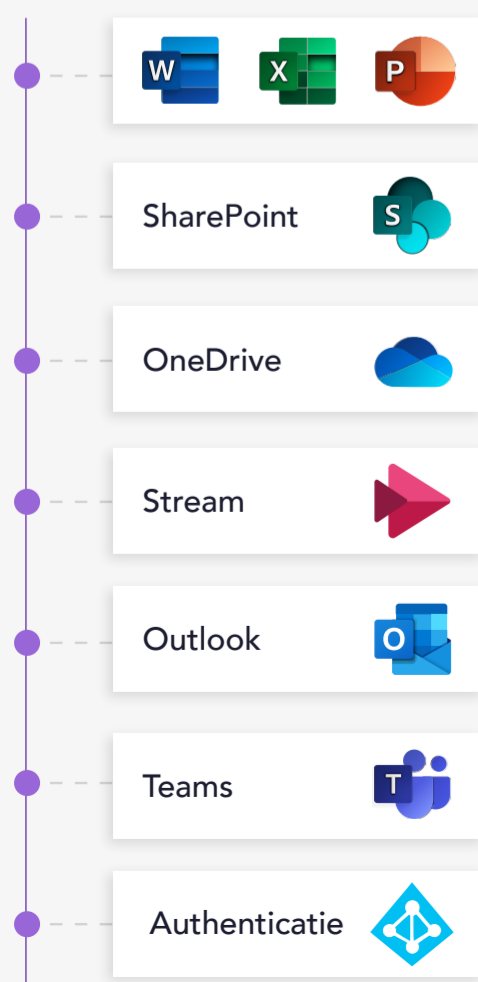 W X P
SharePoint S
OneDrive
Stream
Outlook O
Teams T
Authenticatie